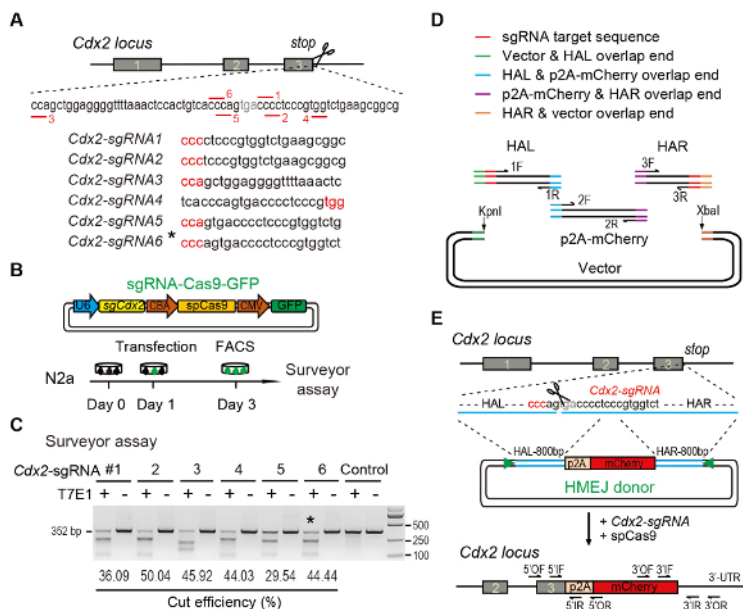 A
Cdx2 locus
stop
1
2
-3-
6
1
ccagctggaggggttttaaactccactgtcacccagtgaccccctcccgtggtctgaagcggcg
3
5
2
4
Cdx2-sgRNA1 cccctcccgtggtctgaagcggc
Cdx2-sgRNA2 ccctcccgtggtctgaagcggcg
Cdx2-sgRNA3 ccagctggaggggttttaaactc
Cdx2-sgRNA4 tcacccagtgaccccctcccgtgg
Cdx2-sgRNA5 ccagtgaccccctcccgtggtctg
Cdx2-sgRNA6 * cccagtgaccccctcccgtggtct
B
sgRNA-Cas9-GFP
U6 sgCdx2 CBA spCas9 CMV GFP
Transfection FACS
N2a
Surveyor
assay
Day 0 Day 1 Day 3
C
Surveyor assay
Cdx2-sgRNA #1 2 3 4 5 6 Control
T7E1 + - + - + - + - + - + - + -
*
352 bp
500
250
100
36.09 50.04 45.92 44.03 29.54 44.44
Cut efficiency (%)
D
sgRNA target sequence
Vector & HAL overlap end
HAL & p2A-mCherry overlap end
p2A-mCherry & HAR overlap end
HAR & vector overlap end
HAL HAR
1F 3F
1R 2F 3R
2R
KpnI p2A-mCherry XbaI
Vector
E
Cdx2 locus
stop
1
2
-3-
Cdx2-sgRNA
HAL cccagtgaccccctcccgtggtct HAR
HAL-800bp HAR-800bp
p2A mCherry
HMEJ donor
+ Cdx2-sgRNA
+ spCas9
Cdx2 locus
5'OF 5'IF 3'OF 3'IF 3'-UTR
2 3 p2A mCherry
5'IR 5'OR 3'IR 3'OR